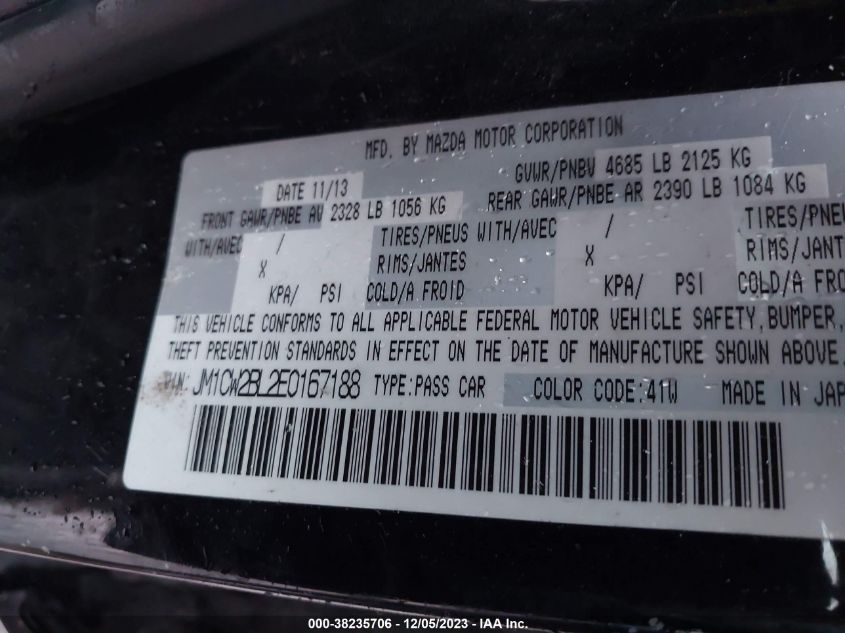 MFD. BY MAZDA MOTOR CORPORATION
DATE 11/13 GVWR/PNBV 4685 LB 2125 KG
FRONT GAWR/PNBE AV 2328 LB 1056 KG REAR GAWR/PNBE AR 2390 LB 1084 KG
WITH/AVEC / TIRES/PNEUS WITH/AVEC / TIRES/PNEU
X RIMS/JANTES X RIMS/JANTE
KPA/ PSI COLD/A FROID KPA/ PSI COLD/A FRO
THIS VEHICLE CONFORMS TO ALL APPLICABLE FEDERAL MOTOR VEHICLE SAFETY, BUMPER,
THEFT PREVENTION STANDARDS IN EFFECT ON THE DATE OF MANUFACTURE SHOWN ABOVE.
VIN: JM1CW2BL2E0167188 TYPE:PASS CAR COLOR CODE:41W MADE IN JAP
000-38235706 - 12/05/2023 - IAA Inc.